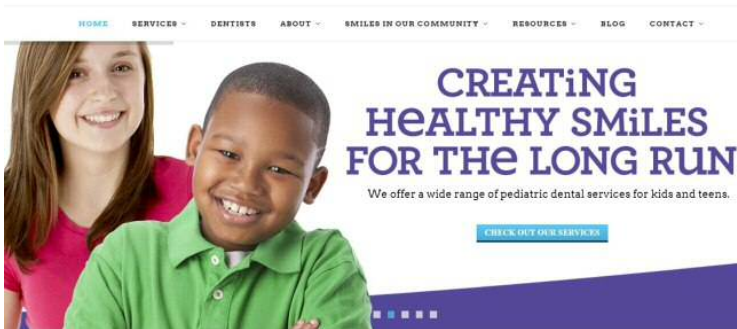 HOME SERVICES DENTISTS ABOUT SMILES IN OUR COMMUNITY RESOURCES BLOG CONTACT
CREATiNG
HeALTHY SMiLES
FOR THe LONG RUN
We offer a wide range of pediatric dental services for kids and teens.
CHECK OUT OUR SERVICES